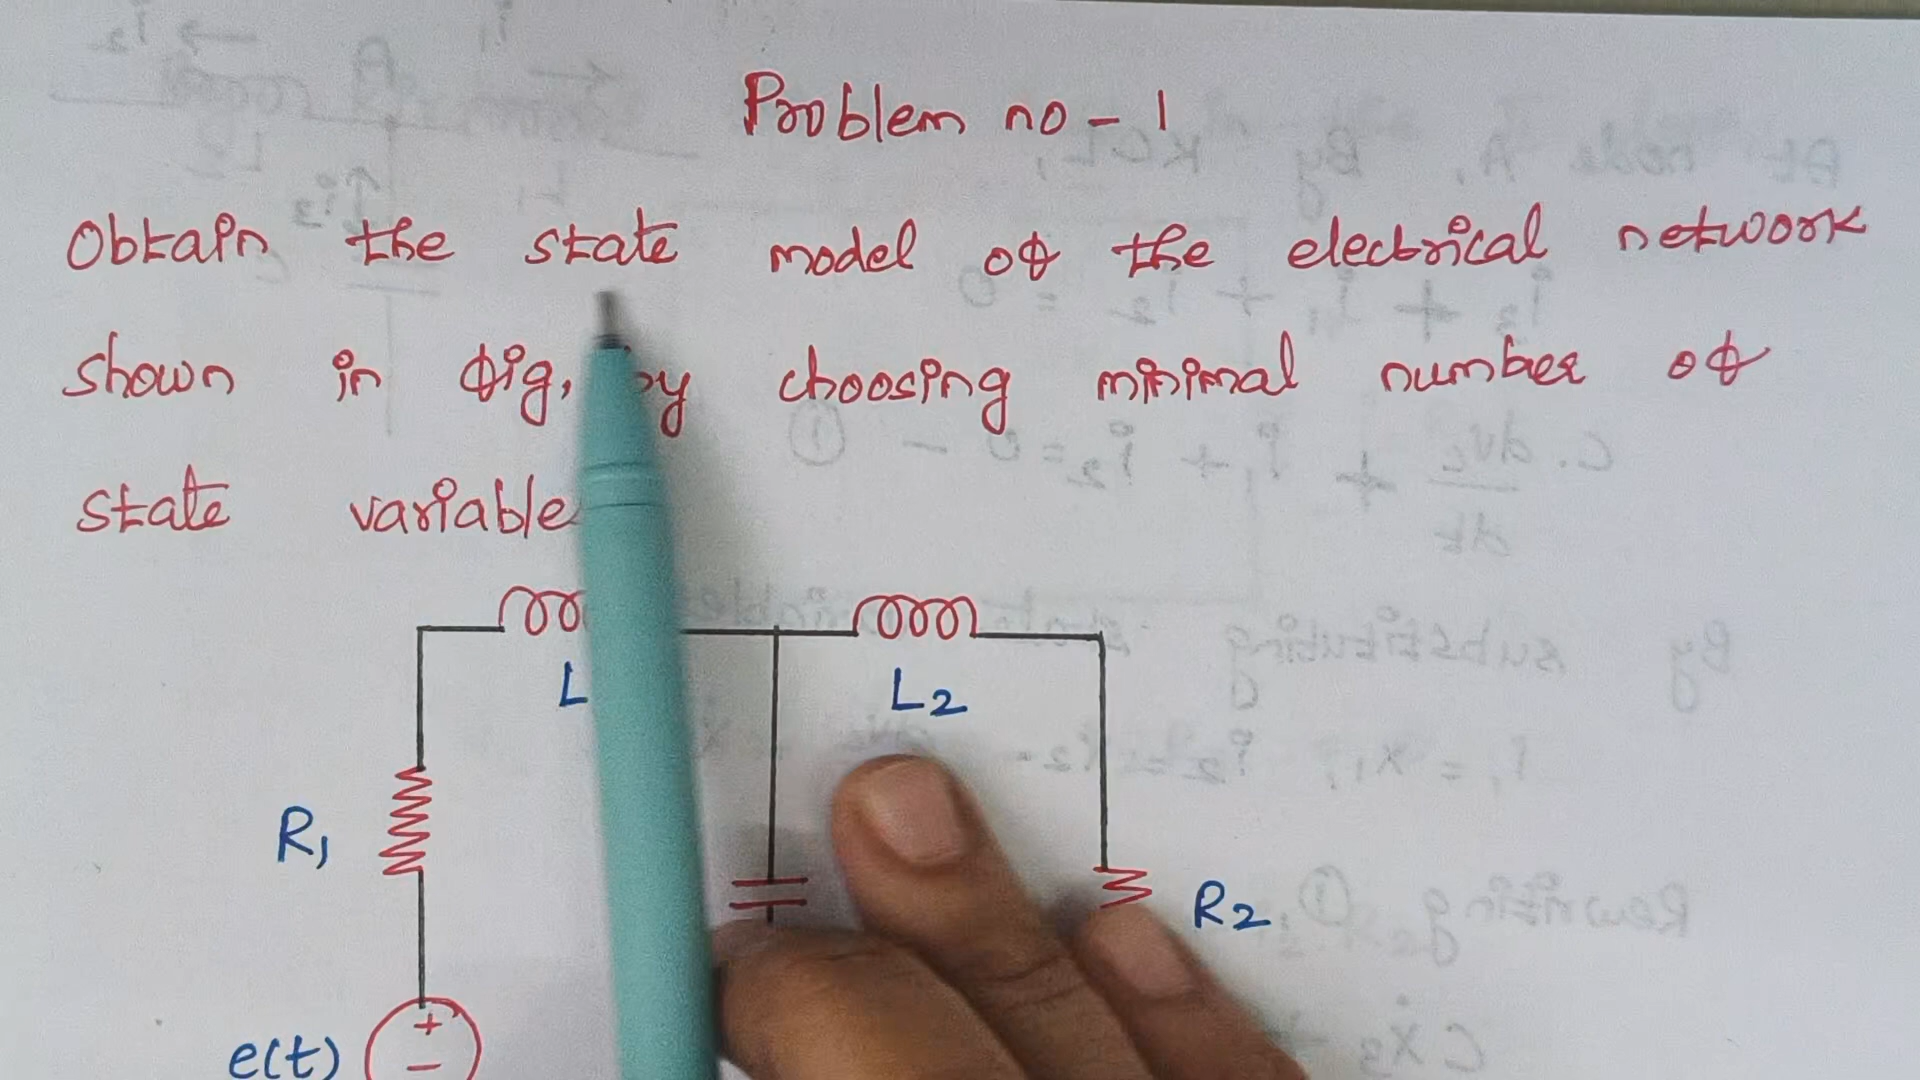 Problem no - 1
Obtain the state model of the electrical network
shown in fig, by choosing minimal number of
state variable
L
L2
R1
R2
e(t)
+
-